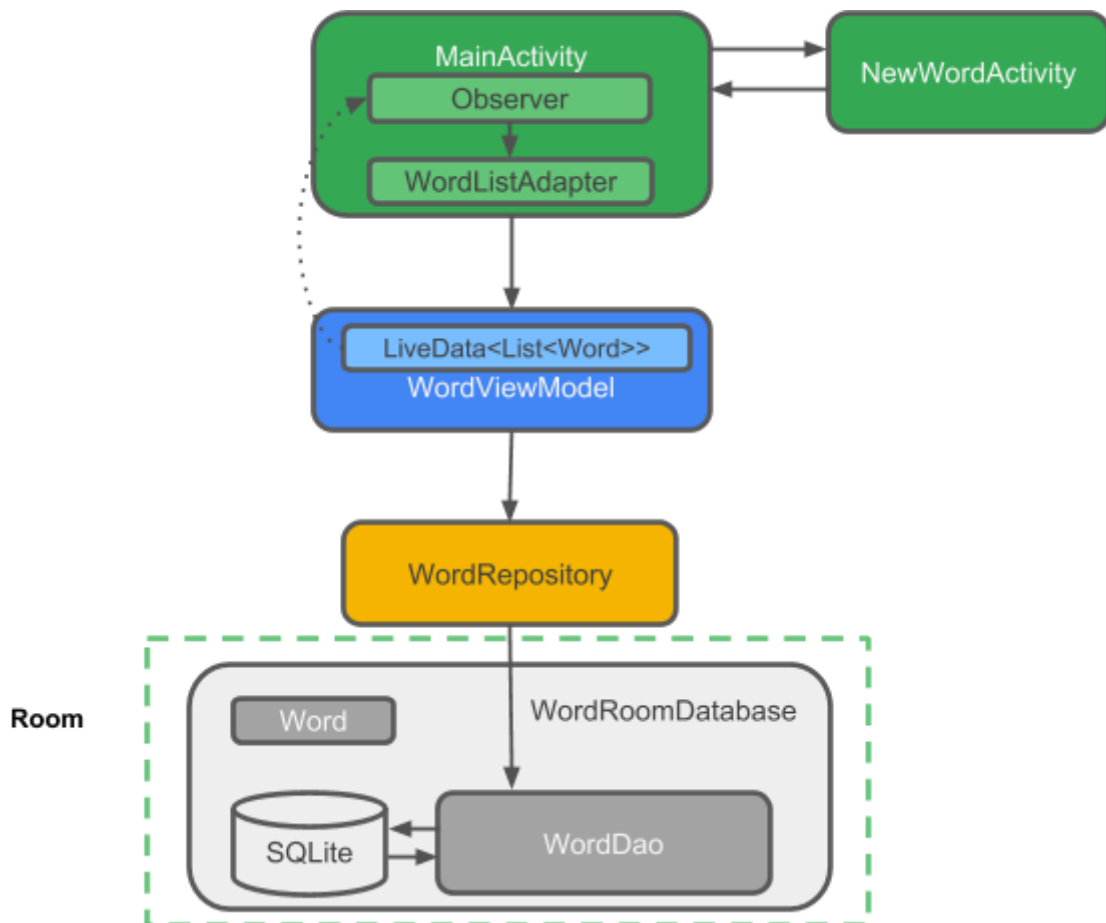 MainActivity
NewWordActivity
Observer
WordListAdapter
LiveData<List<Word>>
WordViewModel
WordRepository
Room
Word
WordRoomDatabase
SQLite
WordDao